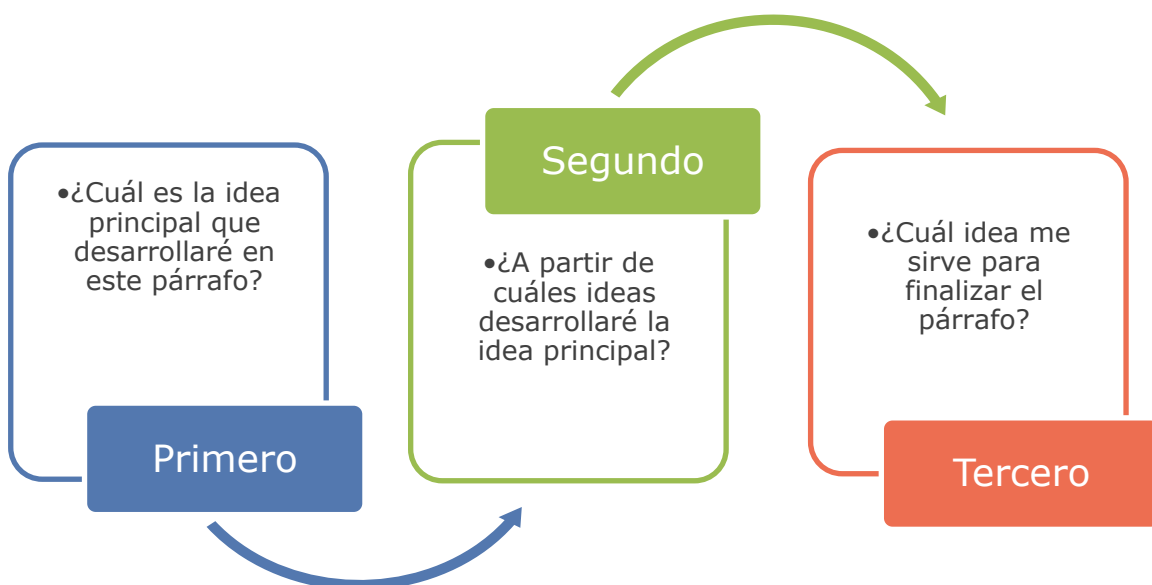 •¿Cuál es la idea
principal que
desarrollaré en
este párrafo?
Primero
Segundo
•¿A partir de
cuáles ideas
desarrollaré la
idea principal?
•¿Cuál idea me
sirve para
finalizar el
párrafo?
Tercero